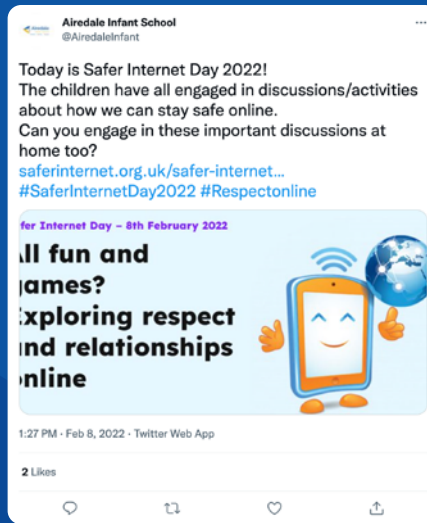 Airedale Infant School
@AiredaleInfant
Today is Safer Internet Day 2022!
The children have all engaged in discussions/activities
about how we can stay safe online.
Can you engage in these important discussions at
home too?
saferinternet.org.uk/safer-internet...
#SaferInternetDay2022 #Respectonline
fer Internet Day – 8th February 2022
ll fun and
ames?
xploring respect
nd relationships
nline
1:27 PM · Feb 8, 2022 · Twitter Web App
2 Likes